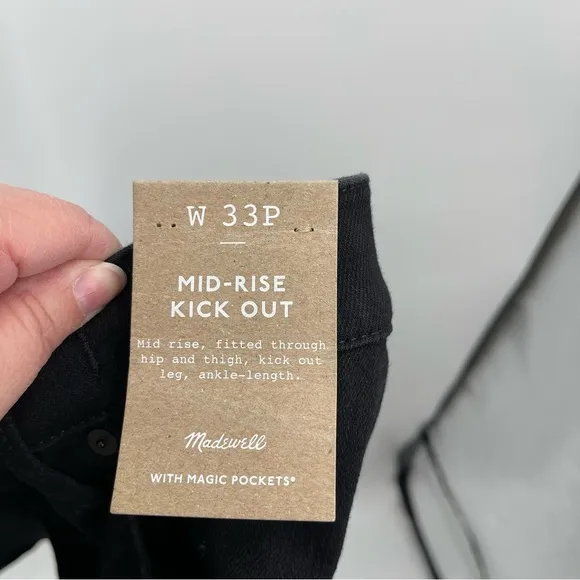 W 33P
MID-RISE
KICK OUT
Mid rise, fitted through
hip and thigh, kick out
leg, ankle-length.
Madewell
WITH MAGIC POCKETS®